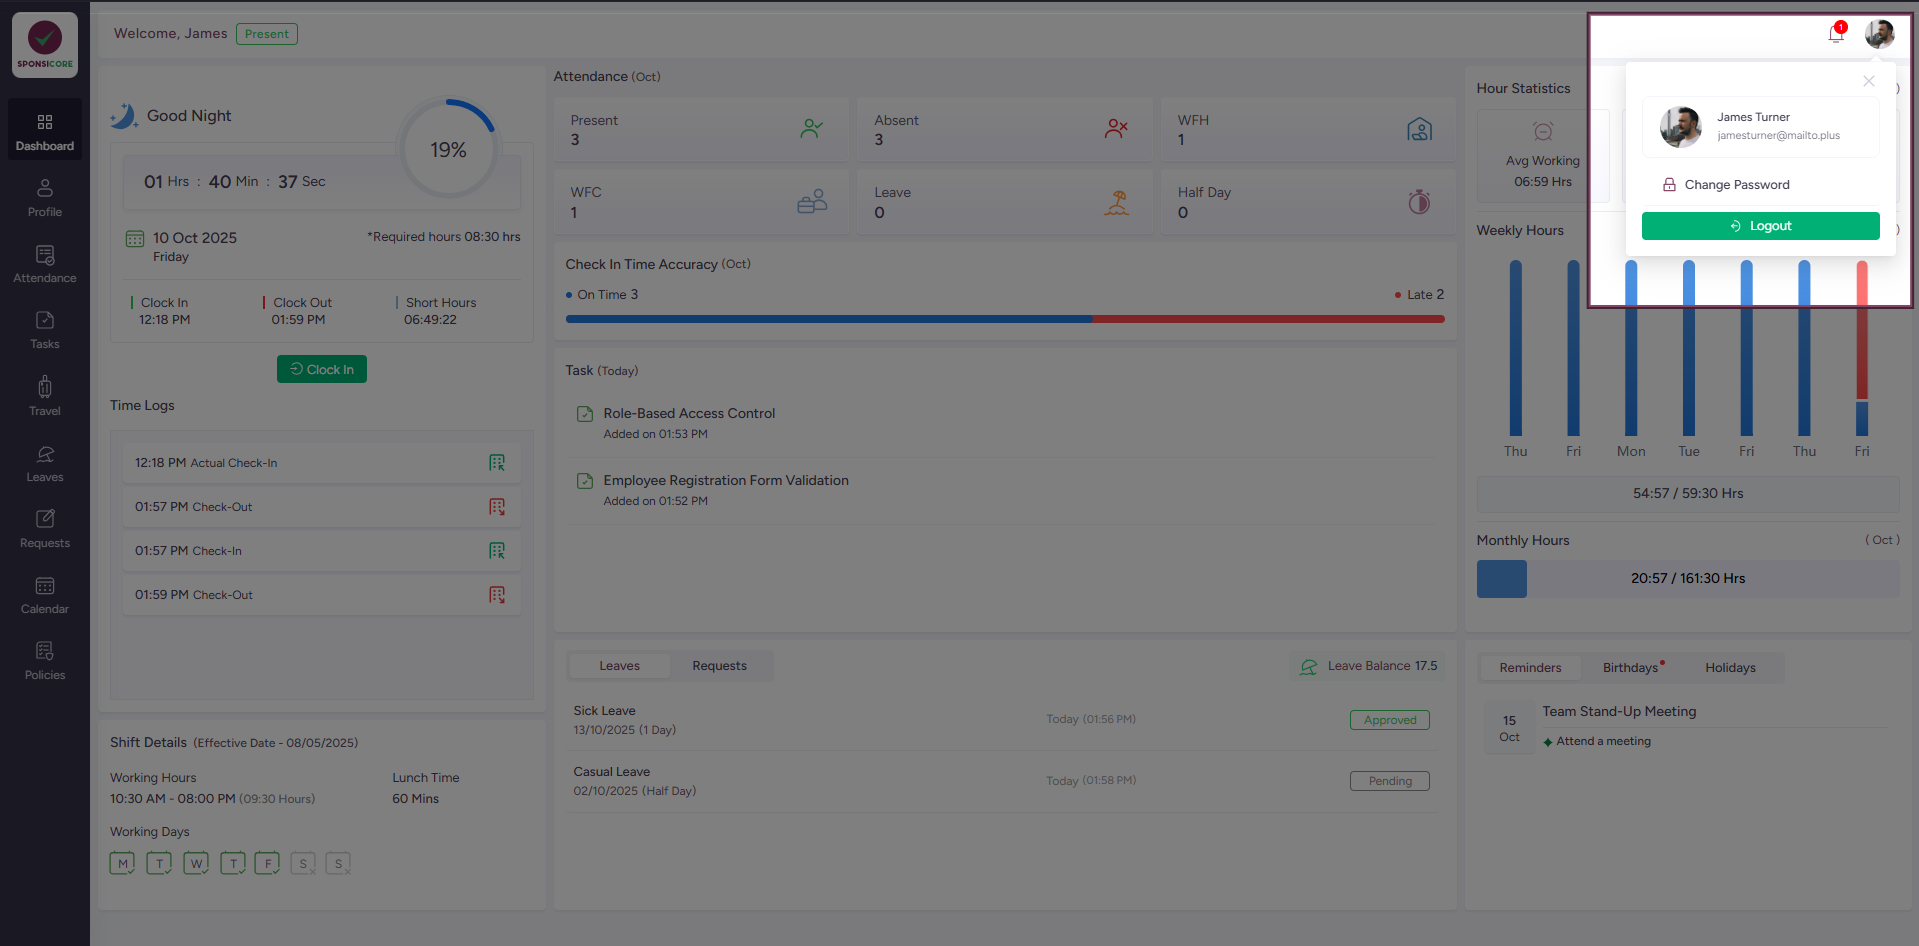 SPONSICORE
Dashboard
Profile
Attendance
Tasks
Travel
Leaves
Requests
Calendar
Policies
Welcome, James Present
1
Good Night
19%
01 Hrs : 40 Min : 37 Sec
10 Oct 2025
Friday
*Required hours 08:30 hrs
Clock In
12:18 PM
Clock Out
01:59 PM
Short Hours
06:49:22
Clock In
Time Logs
12:18 PM Actual Check-In
01:57 PM Check-Out
01:57 PM Check-In
01:59 PM Check-Out
Shift Details (Effective Date - 08/05/2025)
Working Hours
10:30 AM - 08:00 PM (09:30 Hours)
Lunch Time
60 Mins
Working Days
M T W T F S S
Attendance (Oct)
Present
3
Absent
3
WFH
1
WFC
1
Leave
0
Half Day
0
Check In Time Accuracy (Oct)
On Time 3
Late 2
Task (Today)
Role-Based Access Control
Added on 01:53 PM
Employee Registration Form Validation
Added on 01:52 PM
Leaves Requests
Leave Balance 17.5
Sick Leave
13/10/2025 (1 Day)
Today (01:56 PM)
Approved
Casual Leave
02/10/2025 (Half Day)
Today (01:58 PM)
Pending
Hour Statistics
)
Avg Working
06:59 Hrs
James Turner
jamesturner@mailto.plus
Change Password
Logout
Weekly Hours
)
Thu Fri Mon Tue Fri Thu Fri
54:57 / 59:30 Hrs
Monthly Hours ( Oct )
20:57 / 161:30 Hrs
Reminders Birthdays Holidays
15
Oct
Team Stand-Up Meeting
Attend a meeting